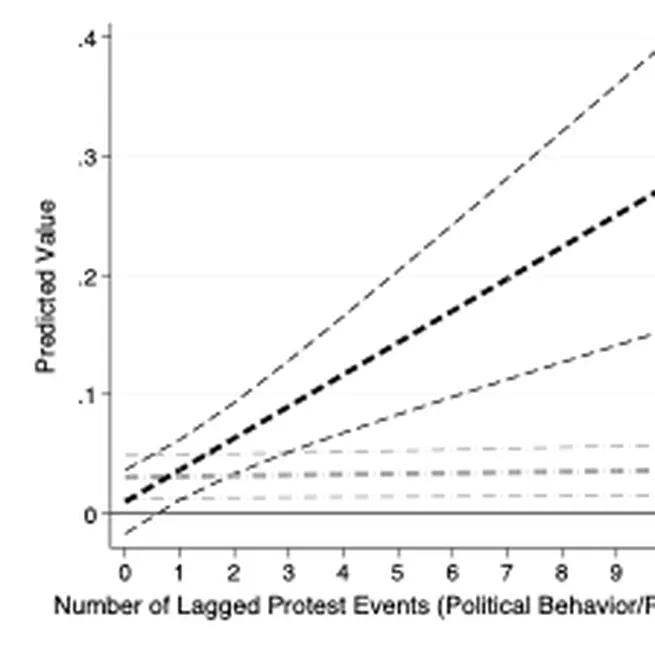 .4
.3
Predicted Value
.2
.1
0
0 1 2 3 4 5 6 7 8 9
Number of Lagged Protest Events (Political Behavior/